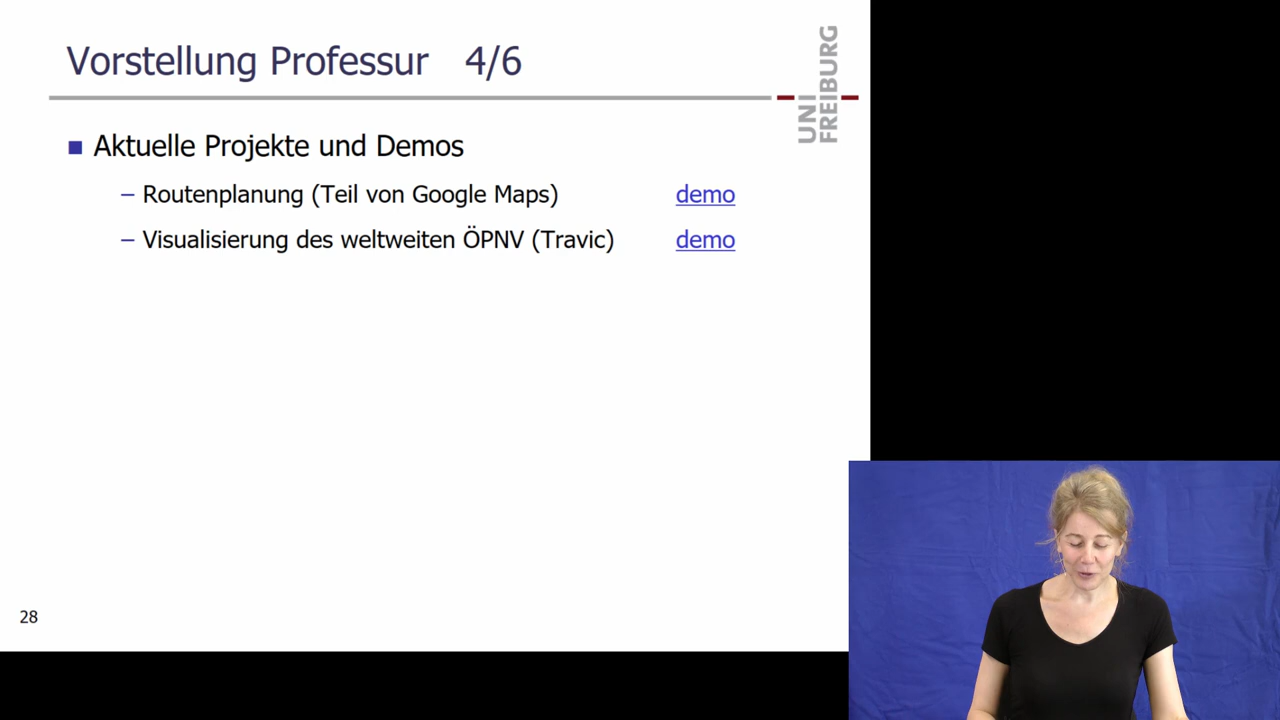 Vorstellung Professur 4/6
UNI
FREIBURG
Aktuelle Projekte und Demos
– Routenplanung (Teil von Google Maps) demo
– Visualisierung des weltweiten ÖPNV (Travic) demo
28